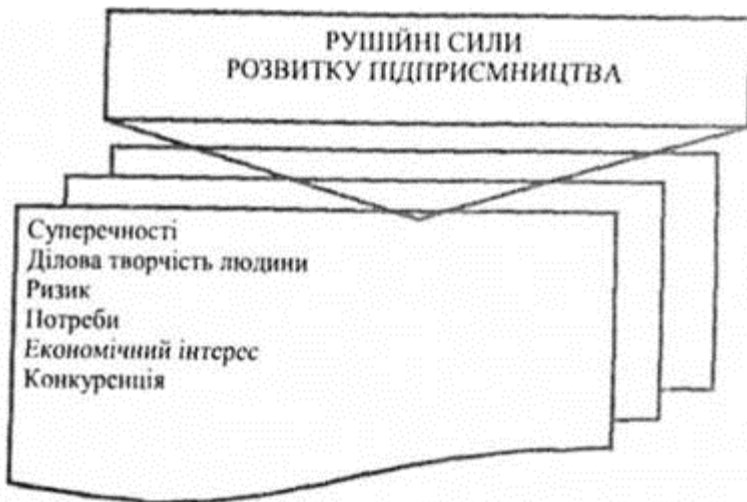 РУШІЙНІ СИЛИ
РОЗВИТКУ ПІДПРИЄМНИЦТВА
Суперечності
Ділова творчість людини
Ризик
Потреби
Економічний інтерес
Конкуренція